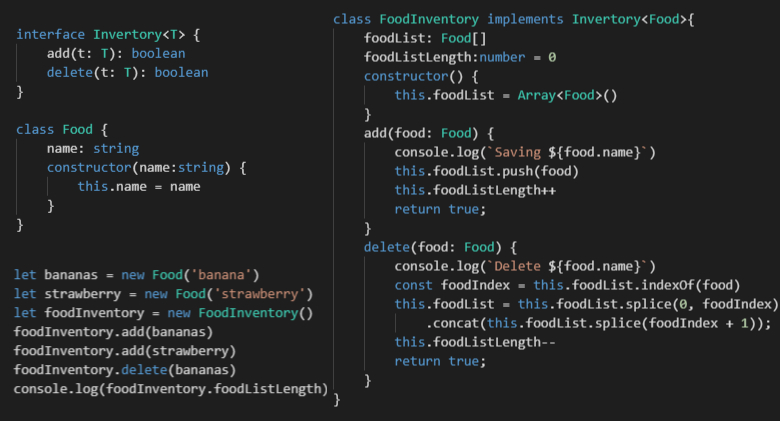 interface Invertory<T> {
    add(t: T): boolean
    delete(t: T): boolean
}
class Food {
    name: string
    constructor(name:string) {
        this.name = name
    }
}
let bananas = new Food('banana')
let strawberry = new Food('strawberry')
let foodInventory = new FoodInventory()
foodInventory.add(bananas)
foodInventory.add(strawberry)
foodInventory.delete(bananas)
console.log(foodInventory.foodListLength)
class FoodInventory implements Invertory<Food>{
    foodList: Food[]
    foodListLength:number = 0
    constructor() {
        this.foodList = Array<Food>()
    }
    add(food: Food) {
        console.log(`Saving ${food.name}`)
        this.foodList.push(food)
        this.foodListLength++
        return true;
    }
    delete(food: Food) {
        console.log(`Delete ${food.name}`)
        const foodIndex = this.foodList.indexOf(food)
        this.foodList = this.foodList.splice(0, foodIndex)
            .concat(this.foodList.splice(foodIndex + 1));
        this.foodListLength--
        return true;
    }
}